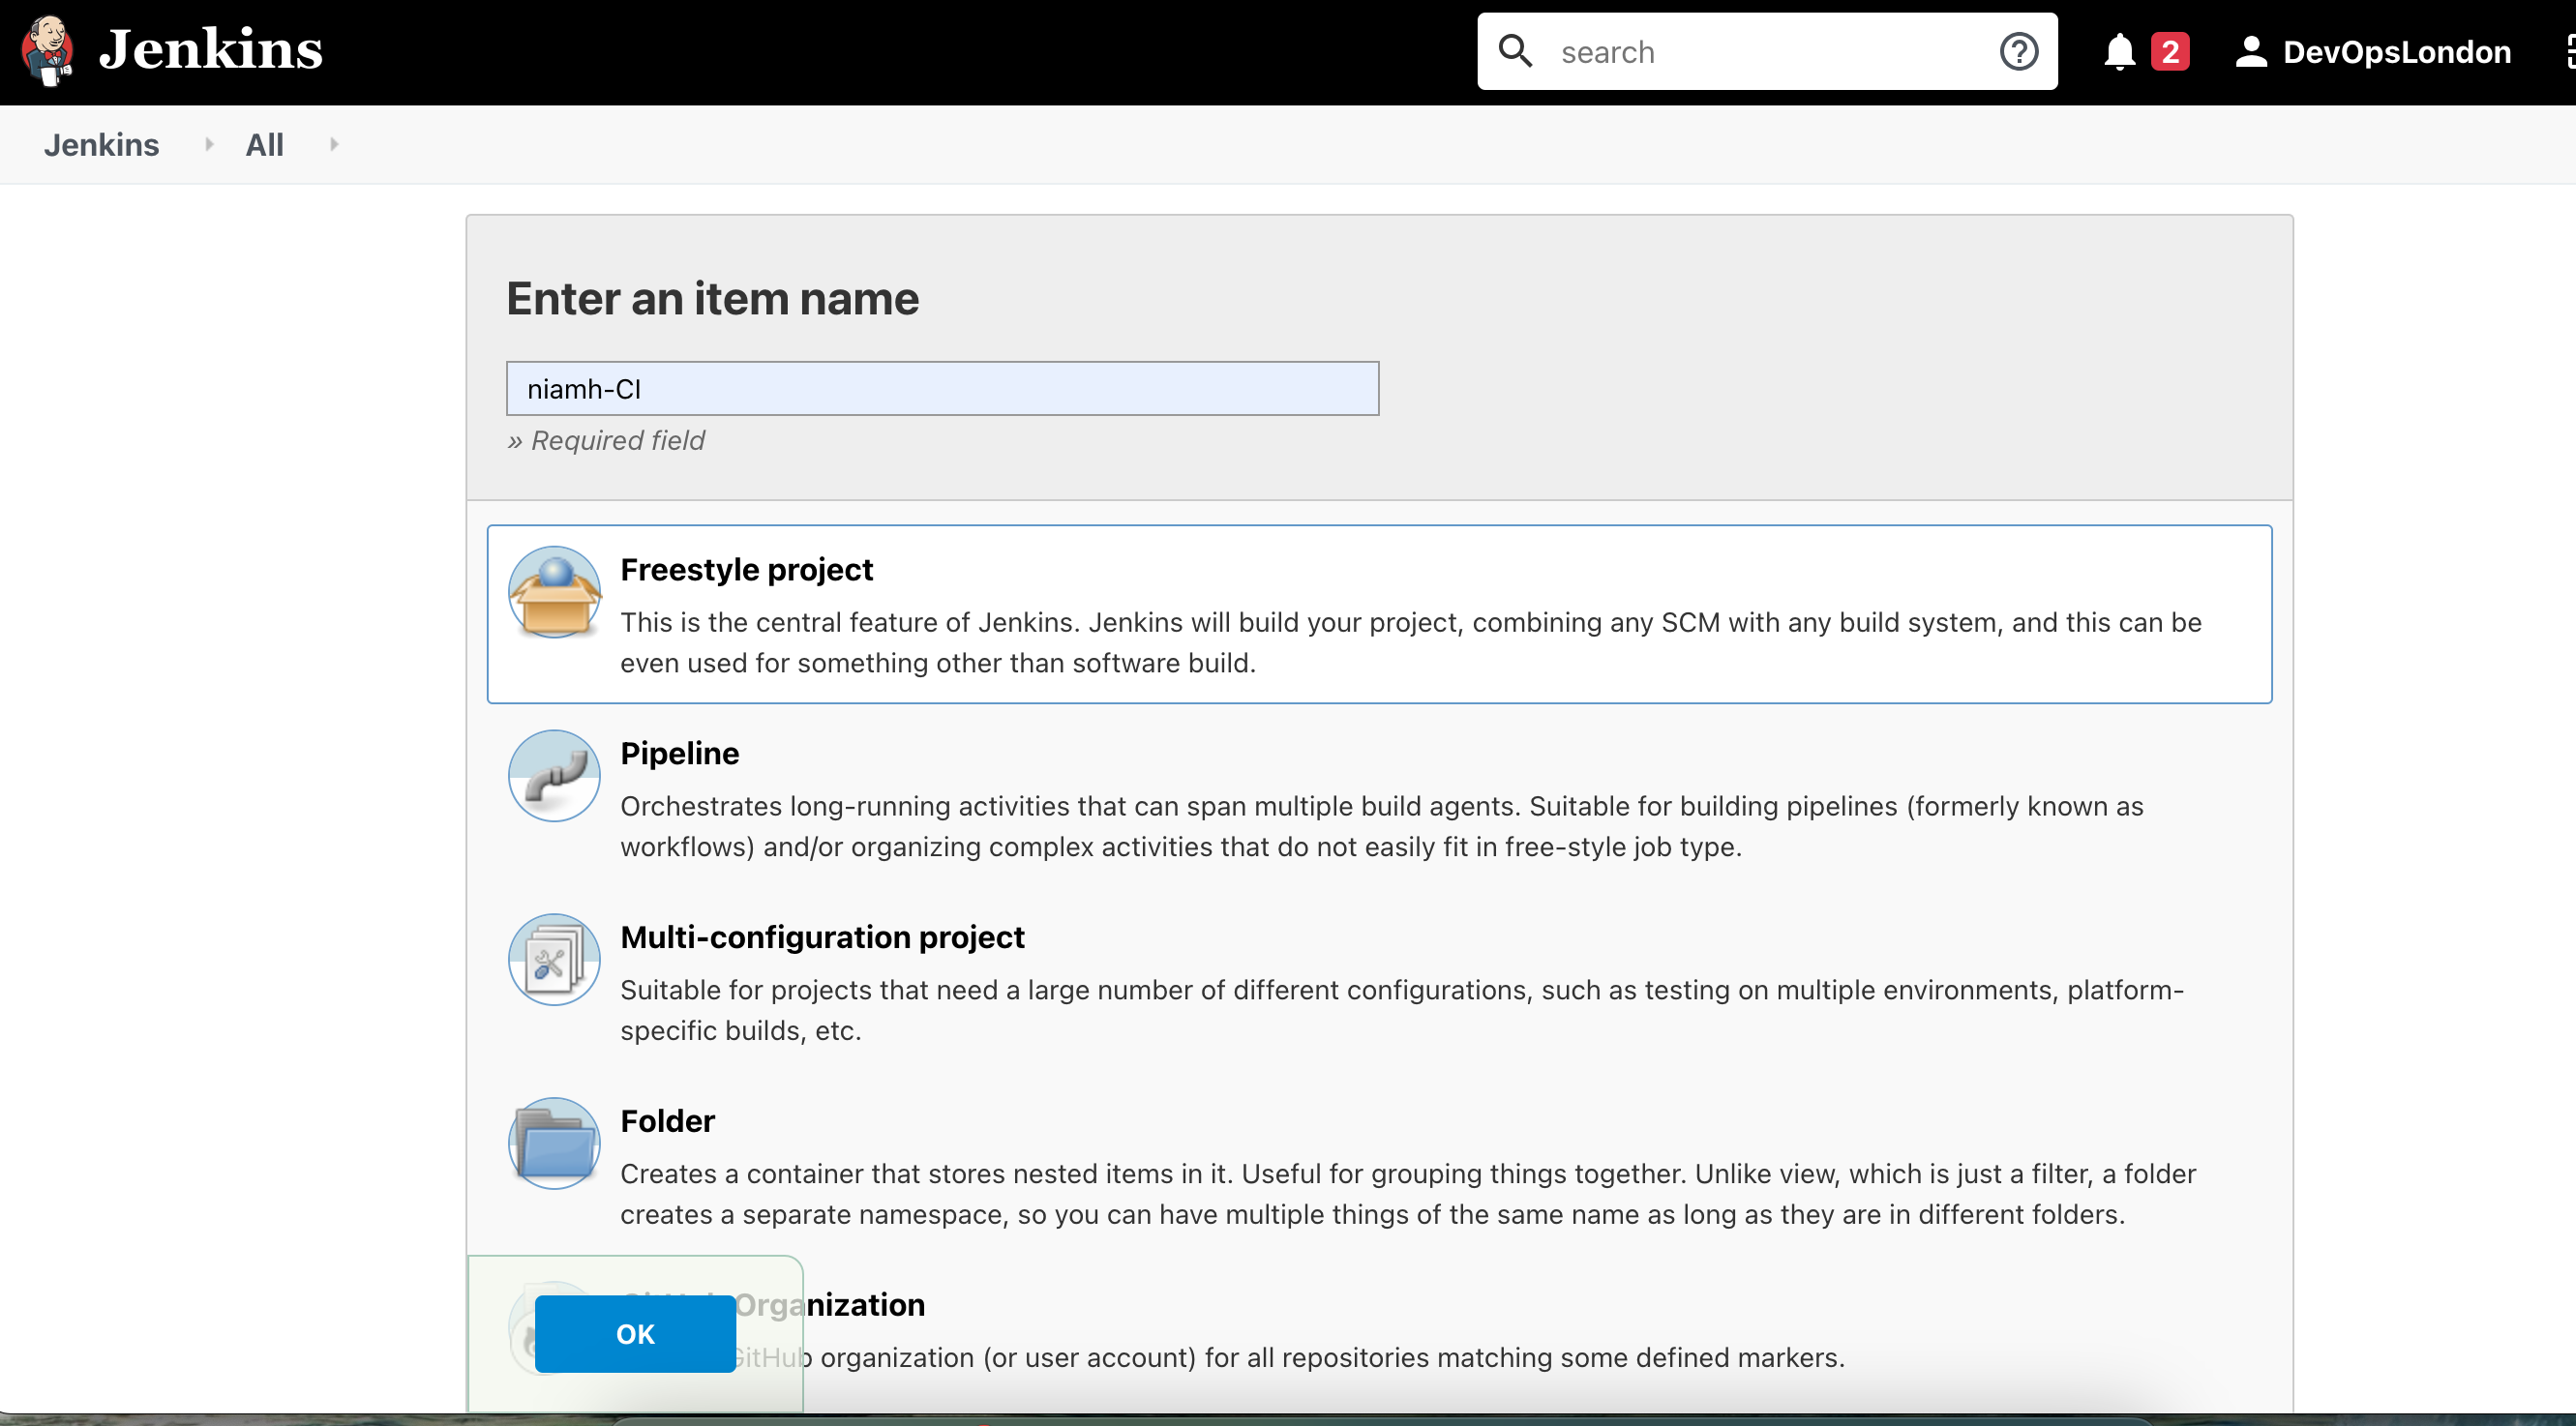 Jenkins
search
2
DevOpsLondon
Jenkins
All
Enter an item name
niamh-CI
» Required field
Freestyle project
This is the central feature of Jenkins. Jenkins will build your project, combining any SCM with any build system, and this can be
even used for something other than software build.
Pipeline
Orchestrates long-running activities that can span multiple build agents. Suitable for building pipelines (formerly known as
workflows) and/or organizing complex activities that do not easily fit in free-style job type.
Multi-configuration project
Suitable for projects that need a large number of different configurations, such as testing on multiple environments, platform-
specific builds, etc.
Folder
Creates a container that stores nested items in it. Useful for grouping things together. Unlike view, which is just a filter, a folder
creates a separate namespace, so you can have multiple things of the same name as long as they are in different folders.
Organization
OK
GitHub organization (or user account) for all repositories matching some defined markers.